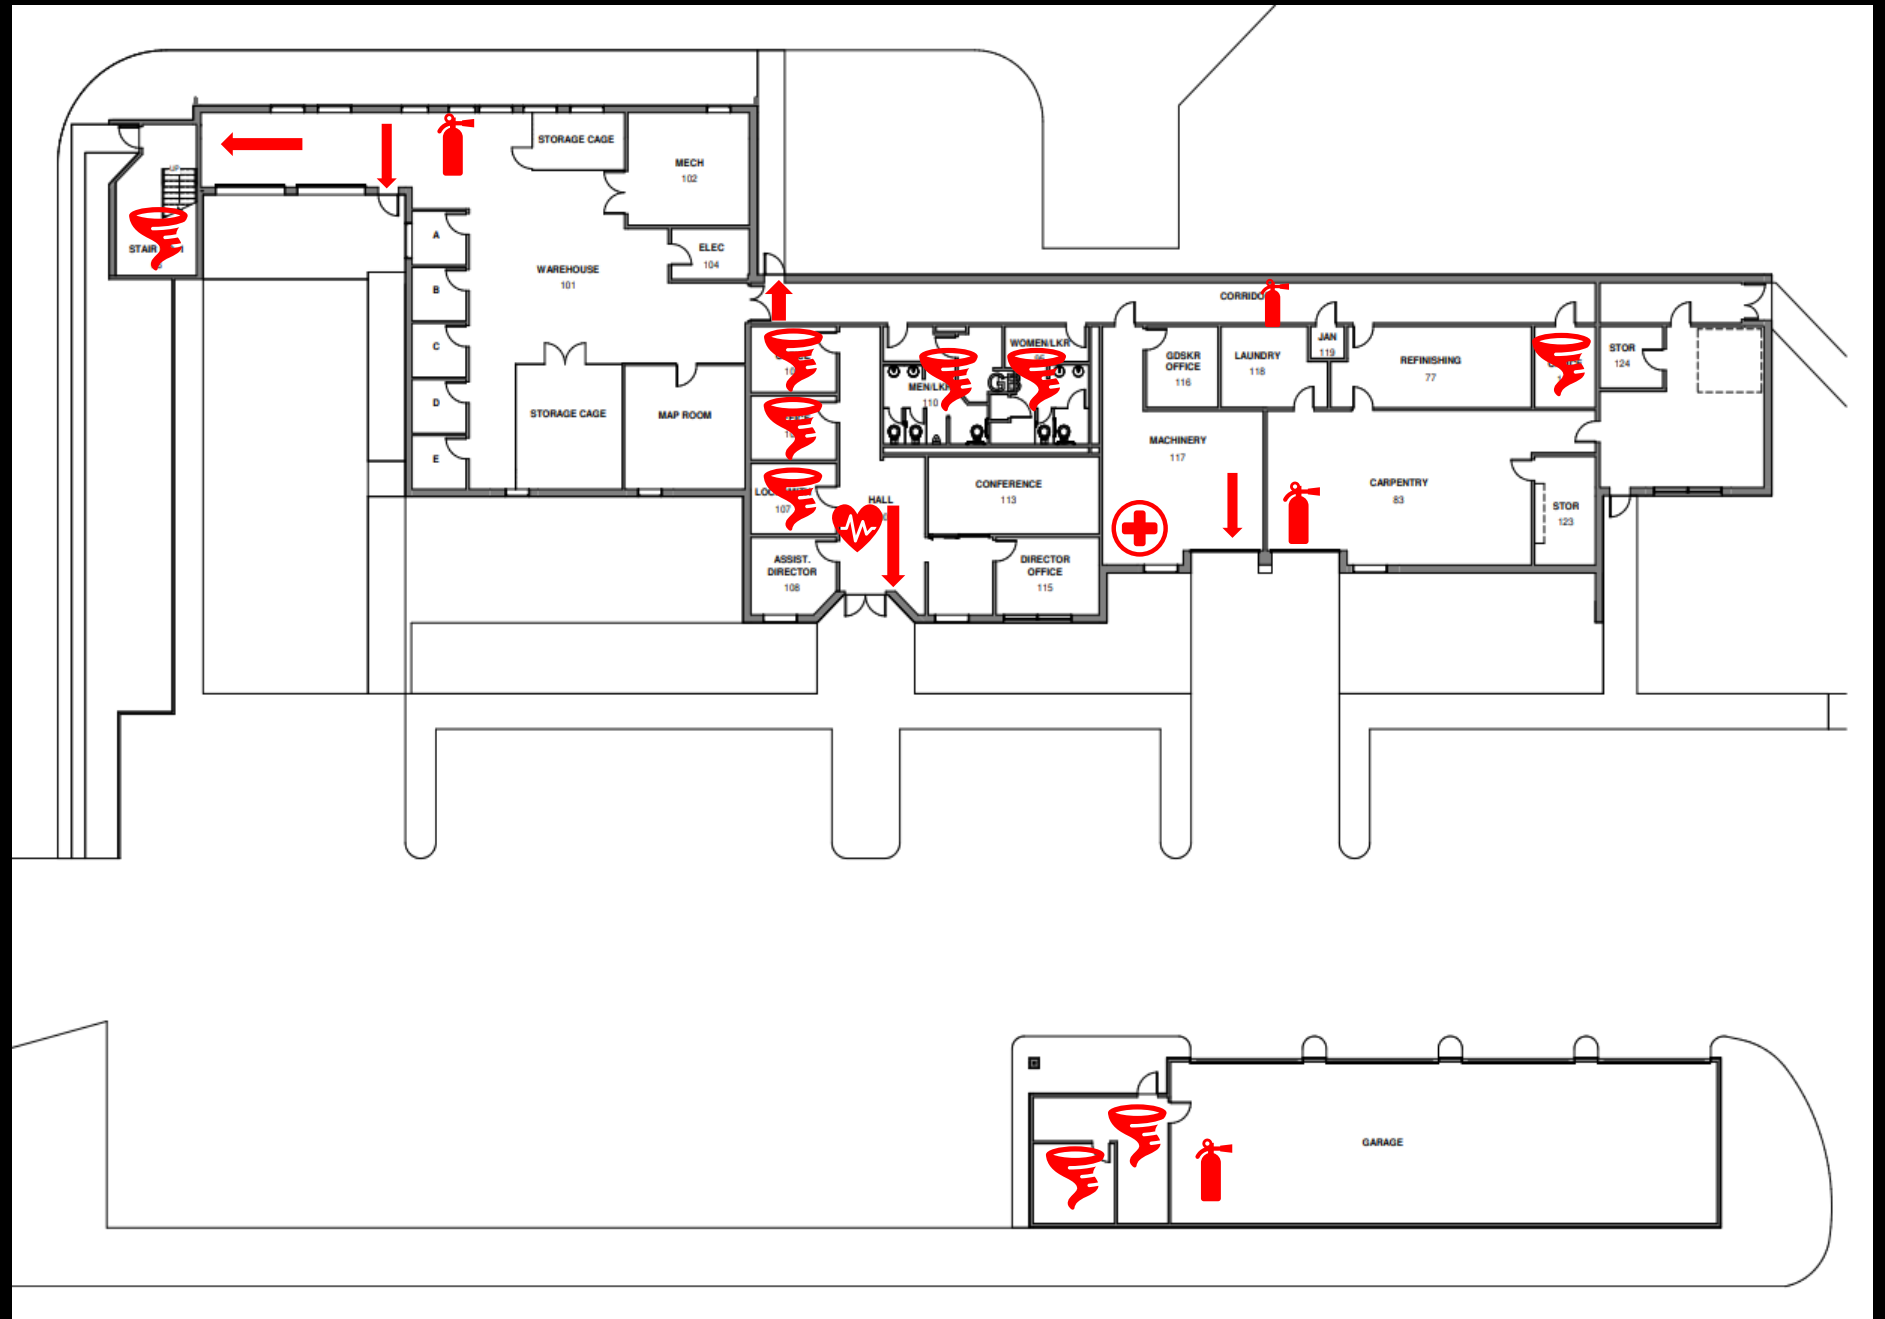 STORAGE CAGE
MECH
102
UP
STAIR
A
B
C
D
E
ELEC
104
WAREHOUSE
101
STORAGE CAGE
MAP ROOM
CORRIDO
WOMEN/LKR
MEN/LKR
110
GDSKR
OFFICE
116
LAUNDRY
118
JAN
119
REFINISHING
77
STOR
124
MACHINERY
117
CARPENTRY
83
STOR
123
CONFERENCE
113
HALL
107
ASSIST.
DIRECTOR
108
DIRECTOR
OFFICE
115
GARAGE